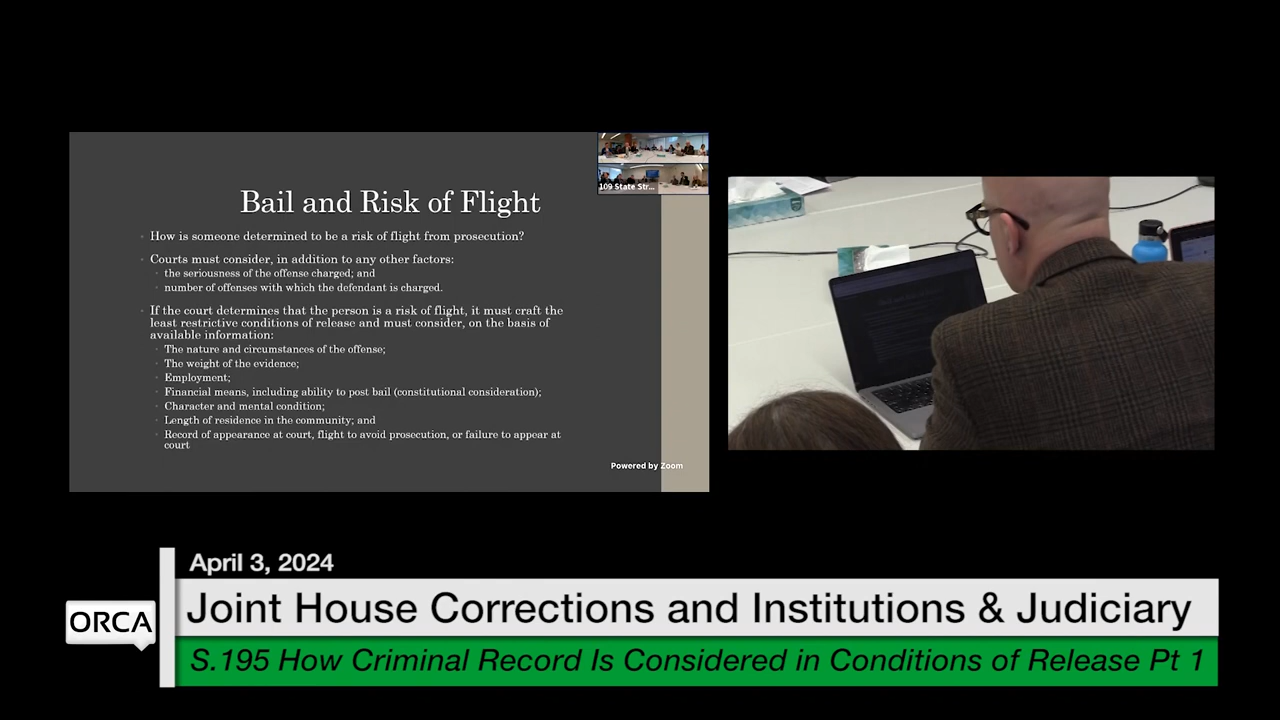 109 State Str...
Bail and Risk of Flight
How is someone determined to be a risk of flight from prosecution?
Courts must consider, in addition to any other factors:
the seriousness of the offense charged; and
number of offenses with which the defendant is charged.
If the court determines that the person is a risk of flight, it must craft the
least restrictive conditions of release and must consider, on the basis of
available information:
The nature and circumstances of the offense;
The weight of the evidence;
Employment;
Financial means, including ability to post bail (constitutional consideration);
Character and mental condition;
Length of residence in the community; and
Record of appearance at court, flight to avoid prosecution, or failure to appear at
court
Powered by Zoom
April 3, 2024
ORCA
Joint House Corrections and Institutions & Judiciary
S.195 How Criminal Record Is Considered in Conditions of Release Pt 1